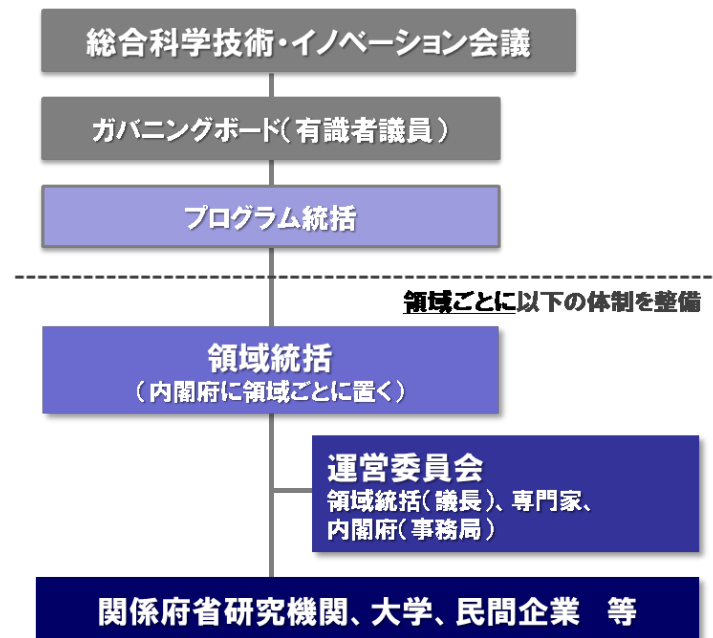 総合科学技術・イノベーション会議
ガバニングボード(有識者議員)
プログラム統括
領域ごとに以下の体制を整備
領域統括
(内閣府に領域ごとに置く)
運営委員会
領域統括(議長)、専門家、
内閣府(事務局)
関係府省研究機関、大学、民間企業 等